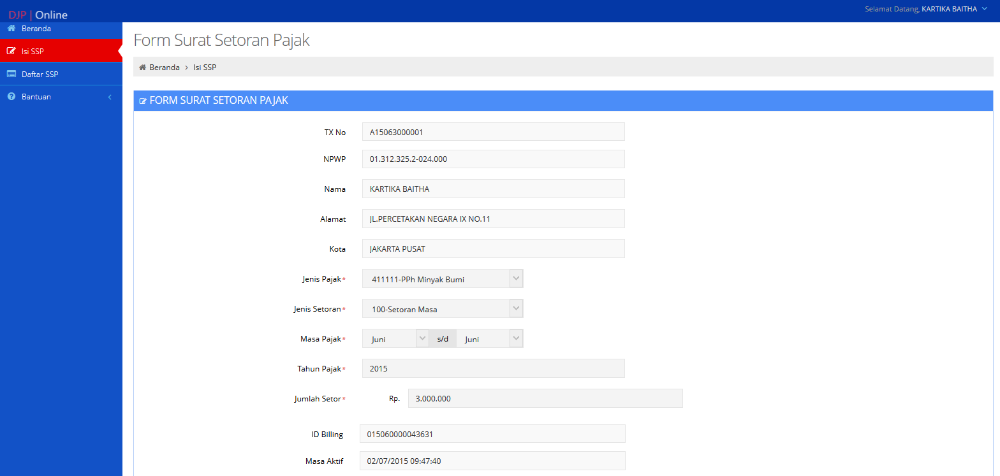 DJP | Online
Selamat Datang, KARTIKA BAITHA
Beranda
Isi SSP
Daftar SSP
Bantuan
Form Surat Setoran Pajak
Beranda > Isi SSP
FORM SURAT SETORAN PAJAK
TX No A15063000001
NPWP 01.312.325.2-024.000
Nama KARTIKA BAITHA
Alamat JL.PERCETAKAN NEGARA IX NO.11
Kota JAKARTA PUSAT
Jenis Pajak* 411111-PPh Minyak Bumi
Jenis Setoran* 100-Setoran Masa
Masa Pajak* Juni s/d Juni
Tahun Pajak* 2015
Jumlah Setor* Rp. 3.000.000
ID Billing 015060000043631
Masa Aktif 02/07/2015 09:47:40